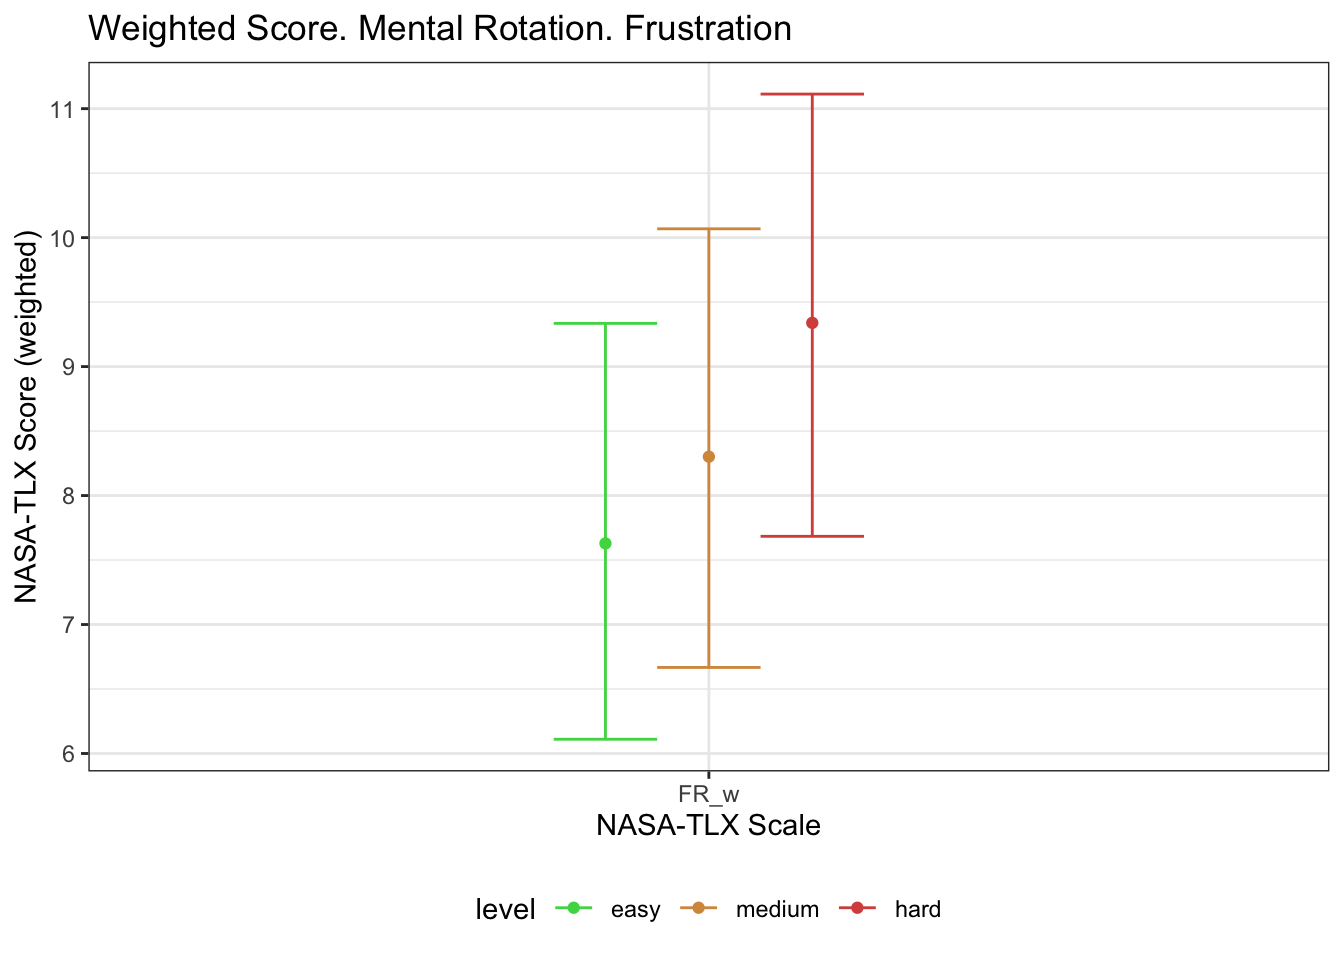 Weighted Score. Mental Rotation. Frustration
NASA-TLX Score (weighted)
11
10
9
8
7
6
FR_w
NASA-TLX Scale
level easy medium hard